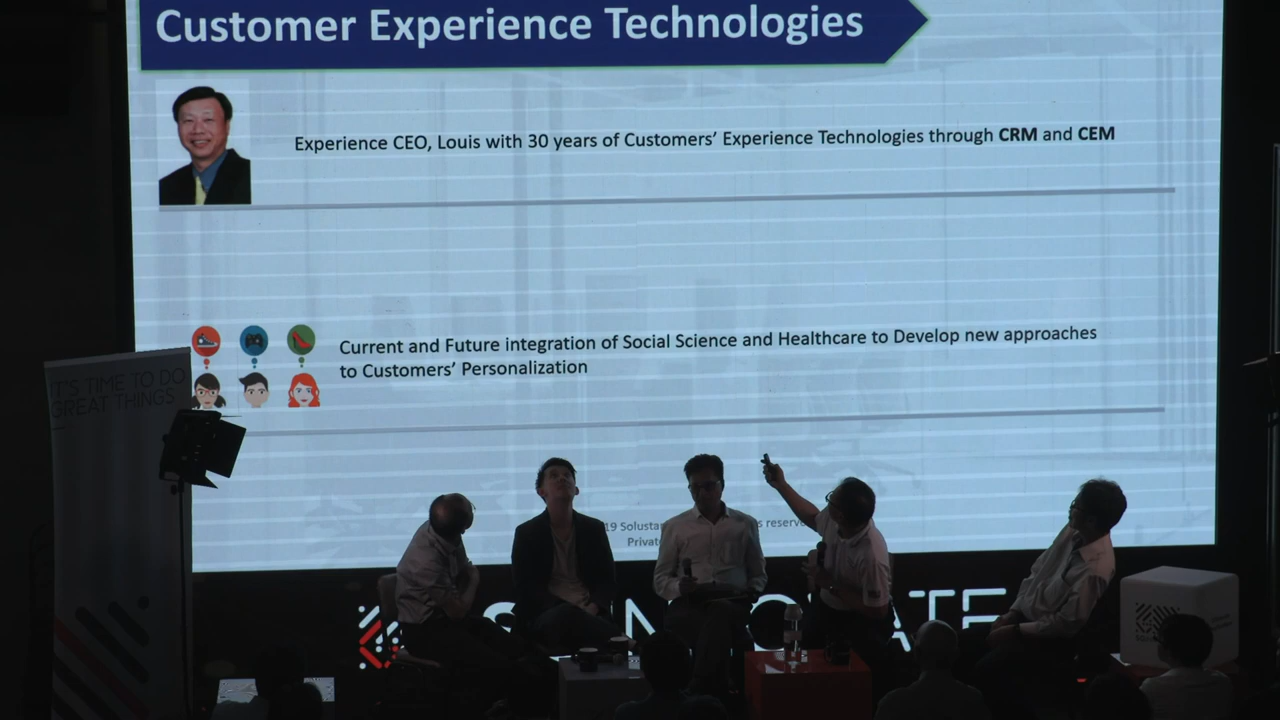 Customer Experience Technologies
Experience CEO, Louis with 30 years of Customers' Experience Technologies through CRM and CEM
Current and Future integration of Social Science and Healthcare to Develop new approaches
to Customers' Personalization
IT'S TIME TO DO
GREAT THINGS